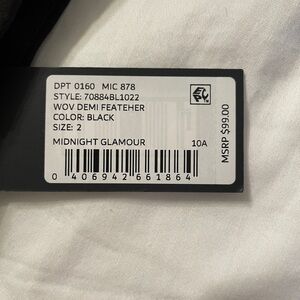 DPT 0160 MIC 878
STYLE: 70884BL1022
WOV DEMI FEATEHER
COLOR: BLACK
SIZE: 2
MIDNIGHT GLAMOUR 10A
0 406942 661864
MSRP $99.00